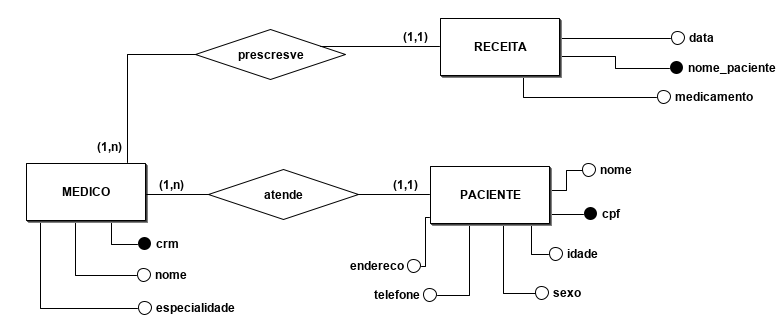 (1,1)
RECEITA
data
prescresve
nome_paciente
medicamento
(1,n)
MEDICO
(1,n)
atende
(1,1)
PACIENTE
nome
cpf
crm
idade
endereco
nome
telefone
sexo
especialidade